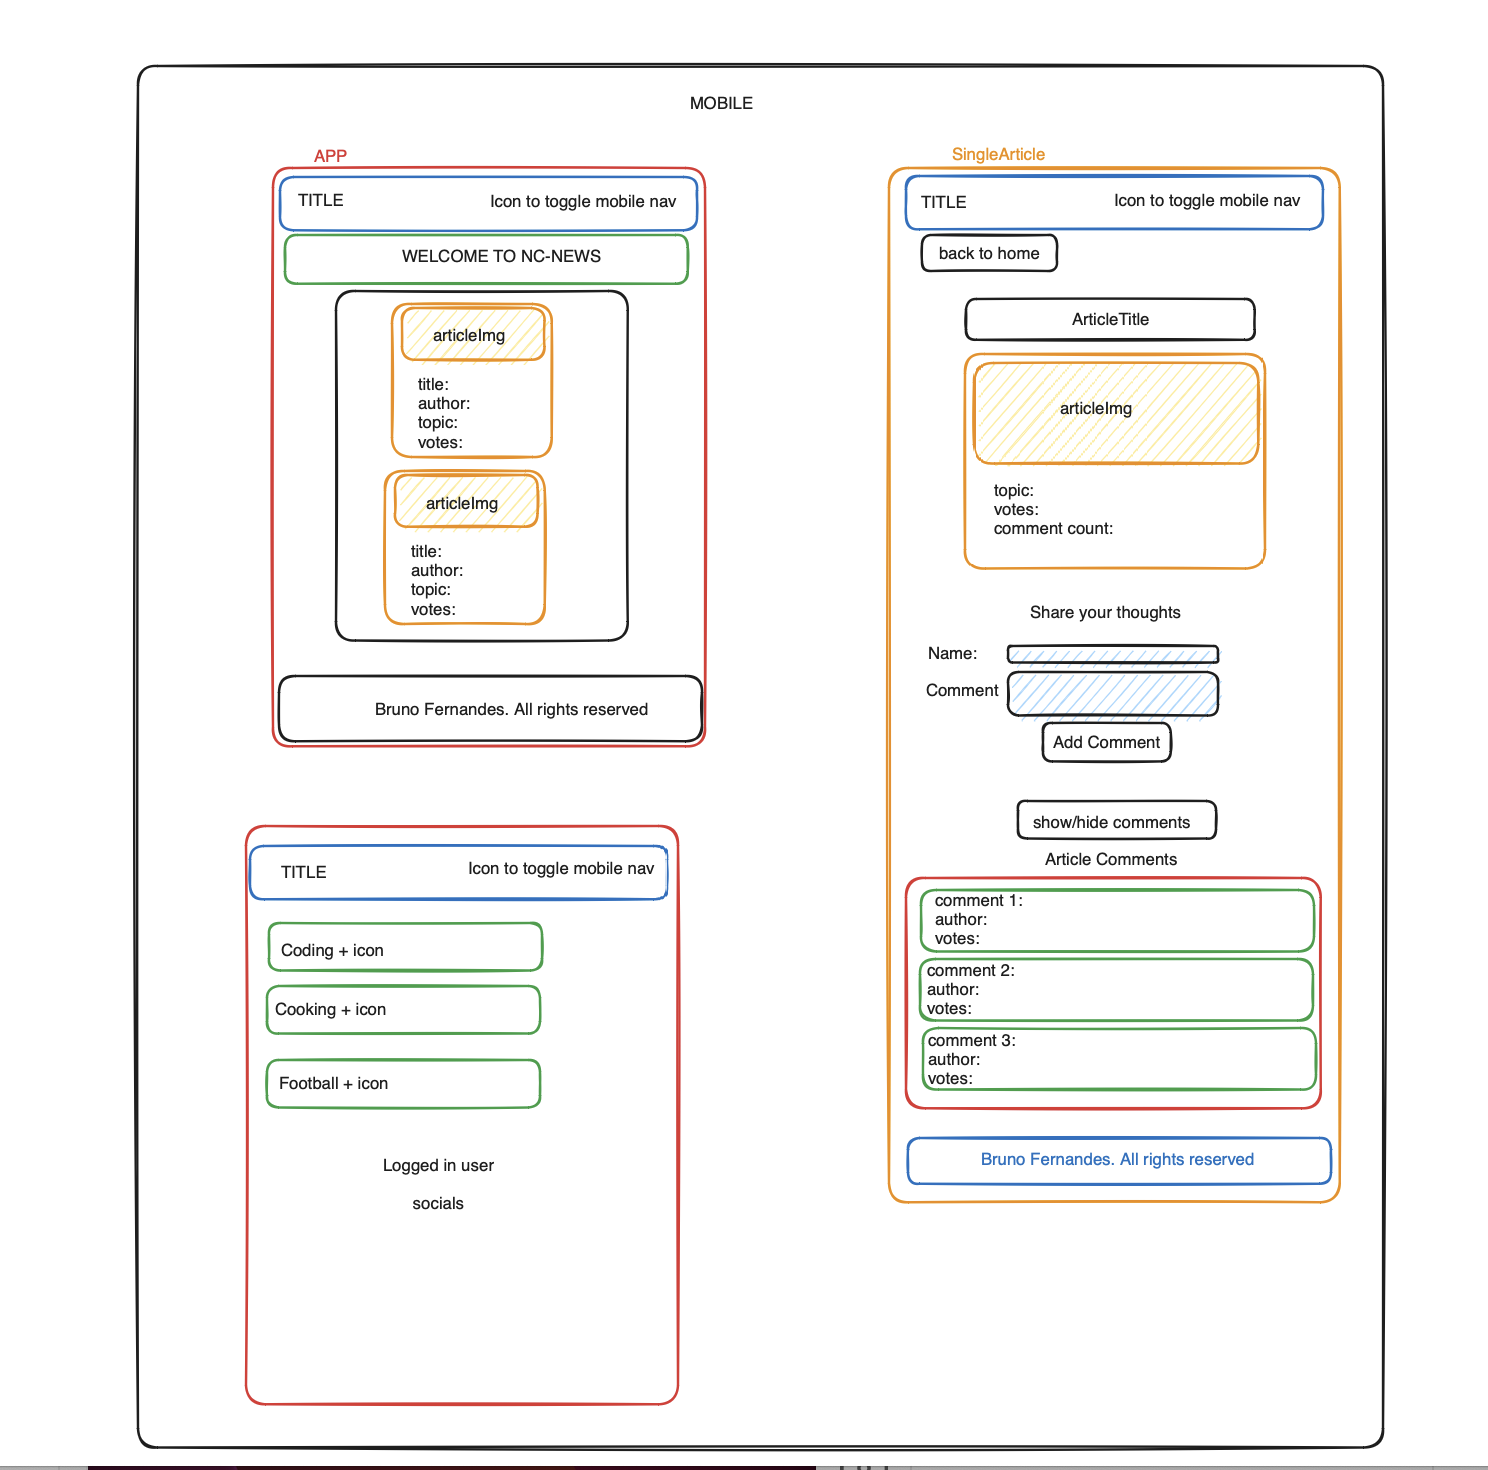 MOBILE
APP
TITLE
Icon to toggle mobile nav
WELCOME TO NC-NEWS
articleImg
title:
author:
topic:
votes:
articleImg
title:
author:
topic:
votes:
Bruno Fernandes. All rights reserved
TITLE
Icon to toggle mobile nav
Coding + icon
Cooking + icon
Football + icon
Logged in user
socials
SingleArticle
TITLE
Icon to toggle mobile nav
back to home
ArticleTitle
articleImg
topic:
votes:
comment count:
Share your thoughts
Name:
Comment
Add Comment
show/hide comments
Article Comments
comment 1:
author:
votes:
comment 2:
author:
votes:
comment 3:
author:
votes:
Bruno Fernandes. All rights reserved